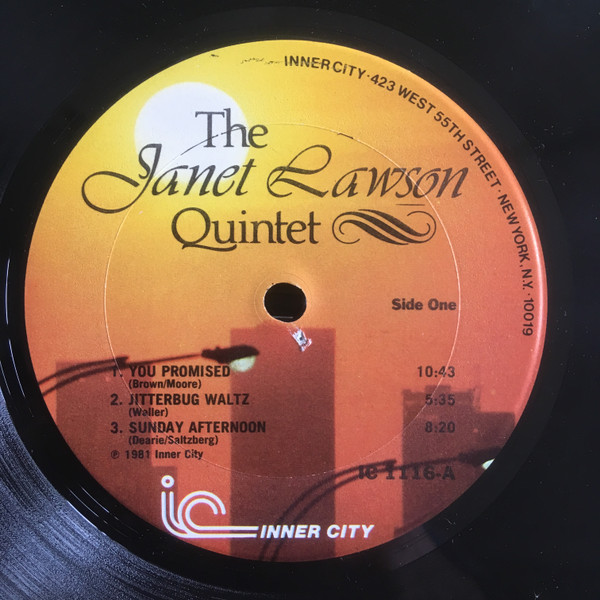 INNER CITY · 423 WEST 55TH STREET · NEW YORK, N.Y. · 10019
The
Janet Lawson
Quintet
Side One
1. YOU PROMISED 10:43
(Brown/Moore)
2. JITTERBUG WALTZ 5:35
(Waller)
3. SUNDAY AFTERNOON 8:20
(Dearie/Saltzberg)
℗ 1981 Inner City
IC 1116-A
ic INNER CITY